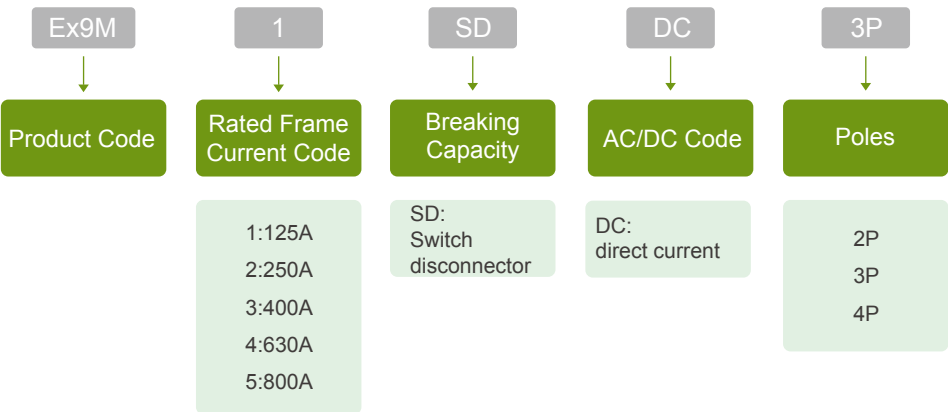 Ex9M
1
SD
DC
3P
Product Code
Rated Frame
Current Code
Breaking
Capacity
AC/DC Code
Poles
1:125A
2:250A
3:400A
4:630A
5:800A
SD:
Switch
disconnector
DC:
direct current
2P
3P
4P